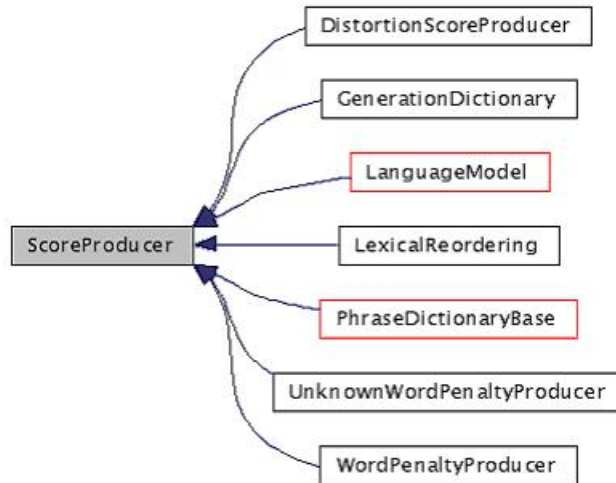 DistortionScoreProducer
GenerationDictionary
LanguageModel
ScoreProducer
LexicalReordering
PhraseDictionaryBase
UnknownWordPenaltyProducer
WordPenaltyProducer